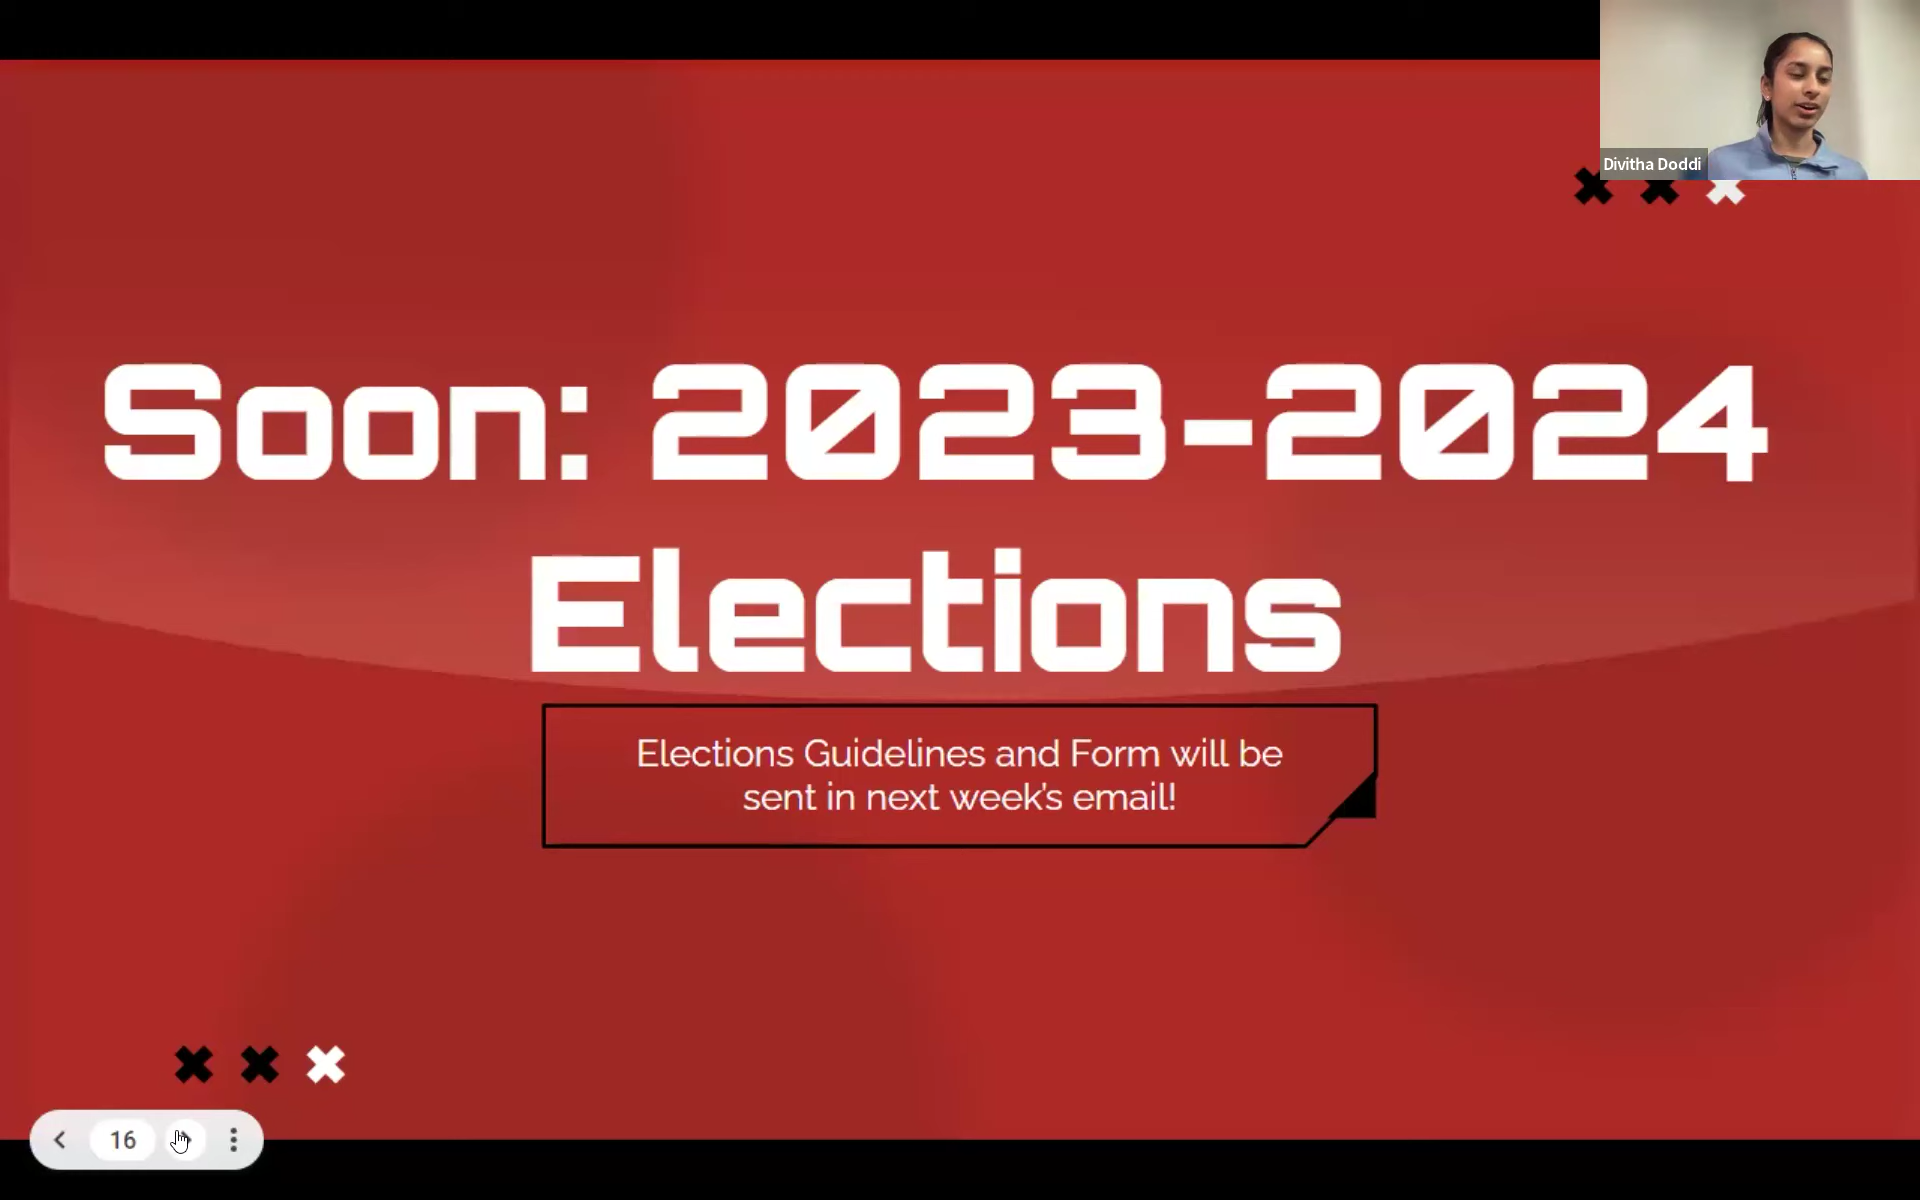 Divitha Doddi
Soon: 2023-2024
Elections
Elections Guidelines and Form will be
sent in next week's email!
16